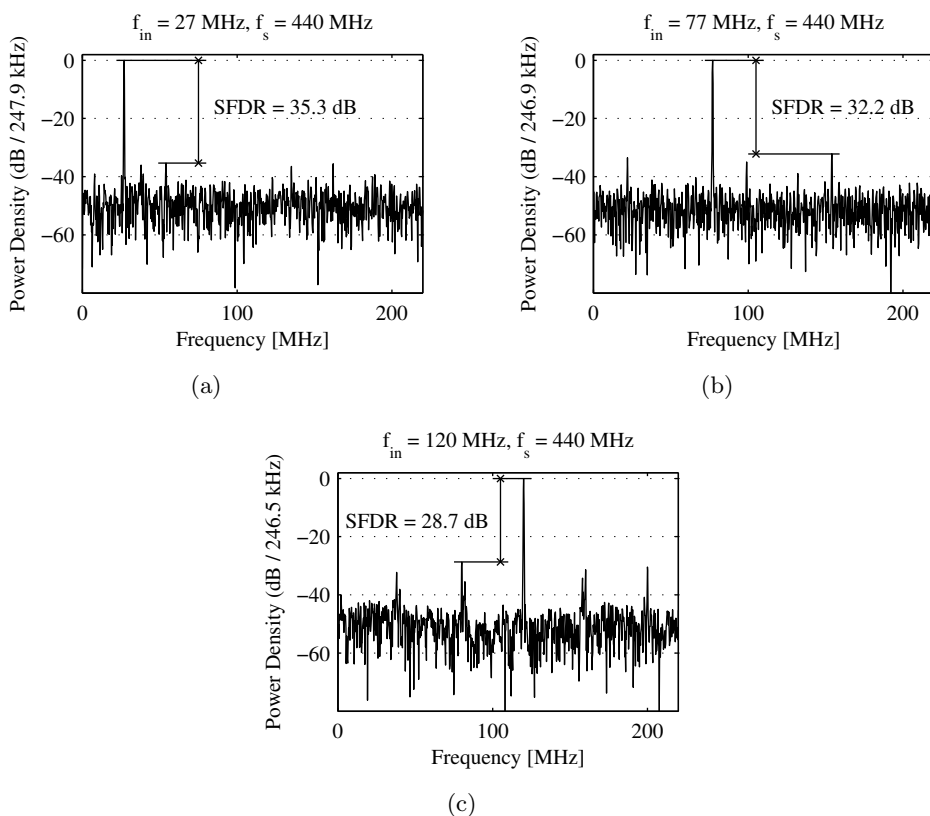 f_in = 27 MHz, f_s = 440 MHz
0
−20
−40
−60
SFDR = 35.3 dB
Power Density (dB / 247.9 kHz)
0
100
200
Frequency [MHz]
(a)
f_in = 77 MHz, f_s = 440 MHz
0
−20
−40
−60
SFDR = 32.2 dB
Power Density (dB / 246.9 kHz)
0
100
200
Frequency [MHz]
(b)
f_in = 120 MHz, f_s = 440 MHz
0
−20
−40
−60
SFDR = 28.7 dB
Power Density (dB / 246.5 kHz)
0
100
200
Frequency [MHz]
(c)